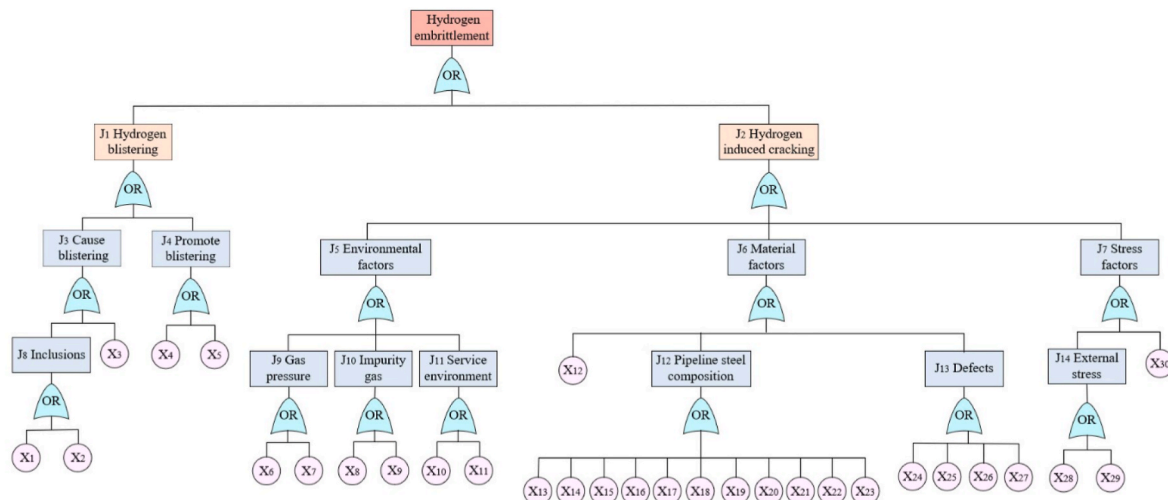 Hydrogen
embrittlement
OR
J1 Hydrogen
blistering
J2 Hydrogen
induced cracking
OR
OR
J3 Cause
blistering
J4 Promote
blistering
J5 Environmental
factors
J6 Material
factors
J7 Stress
factors
OR
OR
OR
OR
OR
J8 Inclusions
X3
X4
X5
J9 Gas
pressure
J10 Impurity
gas
J11 Service
environment
X12
J12 Pipeline steel
composition
J13 Defects
J14 External
stress
X30
OR
OR
OR
OR
OR
OR
OR
X1
X2
X6
X7
X8
X9
X10
X11
X13
X14
X15
X16
X17
X18
X19
X20
X21
X22
X23
X24
X25
X26
X27
X28
X29